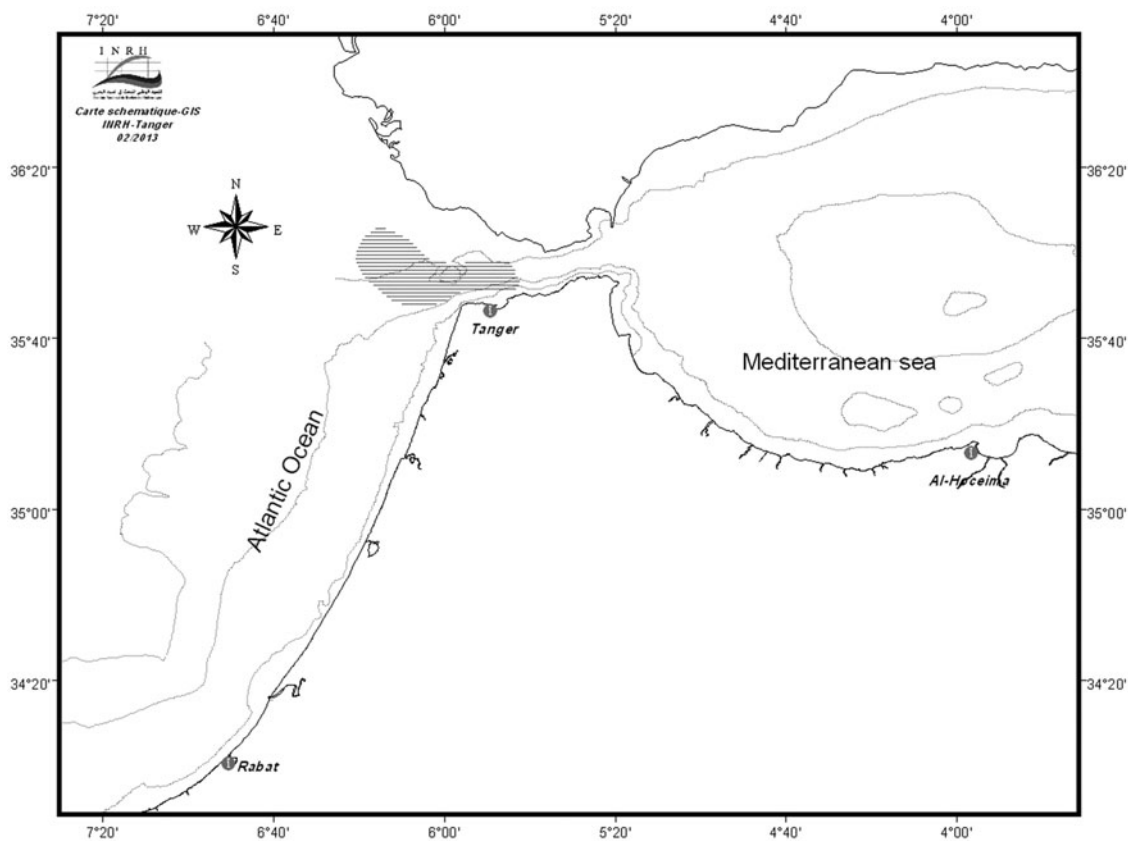 7°20' 6°40' 6°00' 5°20' 4°40' 4°00'
I N R H
Carte schematique-GIS
INRH-Tanger
02/2013
36°20' 36°20'
N
W E
S
Tanger
35°40' 35°40'
Mediterranean sea
Atlantic Ocean
Al-Hoceima
35°00' 35°00'
34°20' 34°20'
Rabat
7°20' 6°40' 6°00' 5°20' 4°40' 4°00'